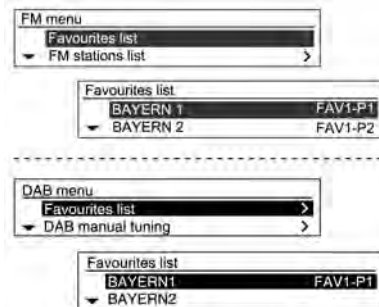 FM menu
Favourites list
FM stations list >
Favourites list
BAYERN 1 FAV1-P1
BAYERN 2 FAV1-P2
DAB menu
Favourites list >
DAB manual tuning >
Favourites list
BAYERN1 FAV1-P1
BAYERN2